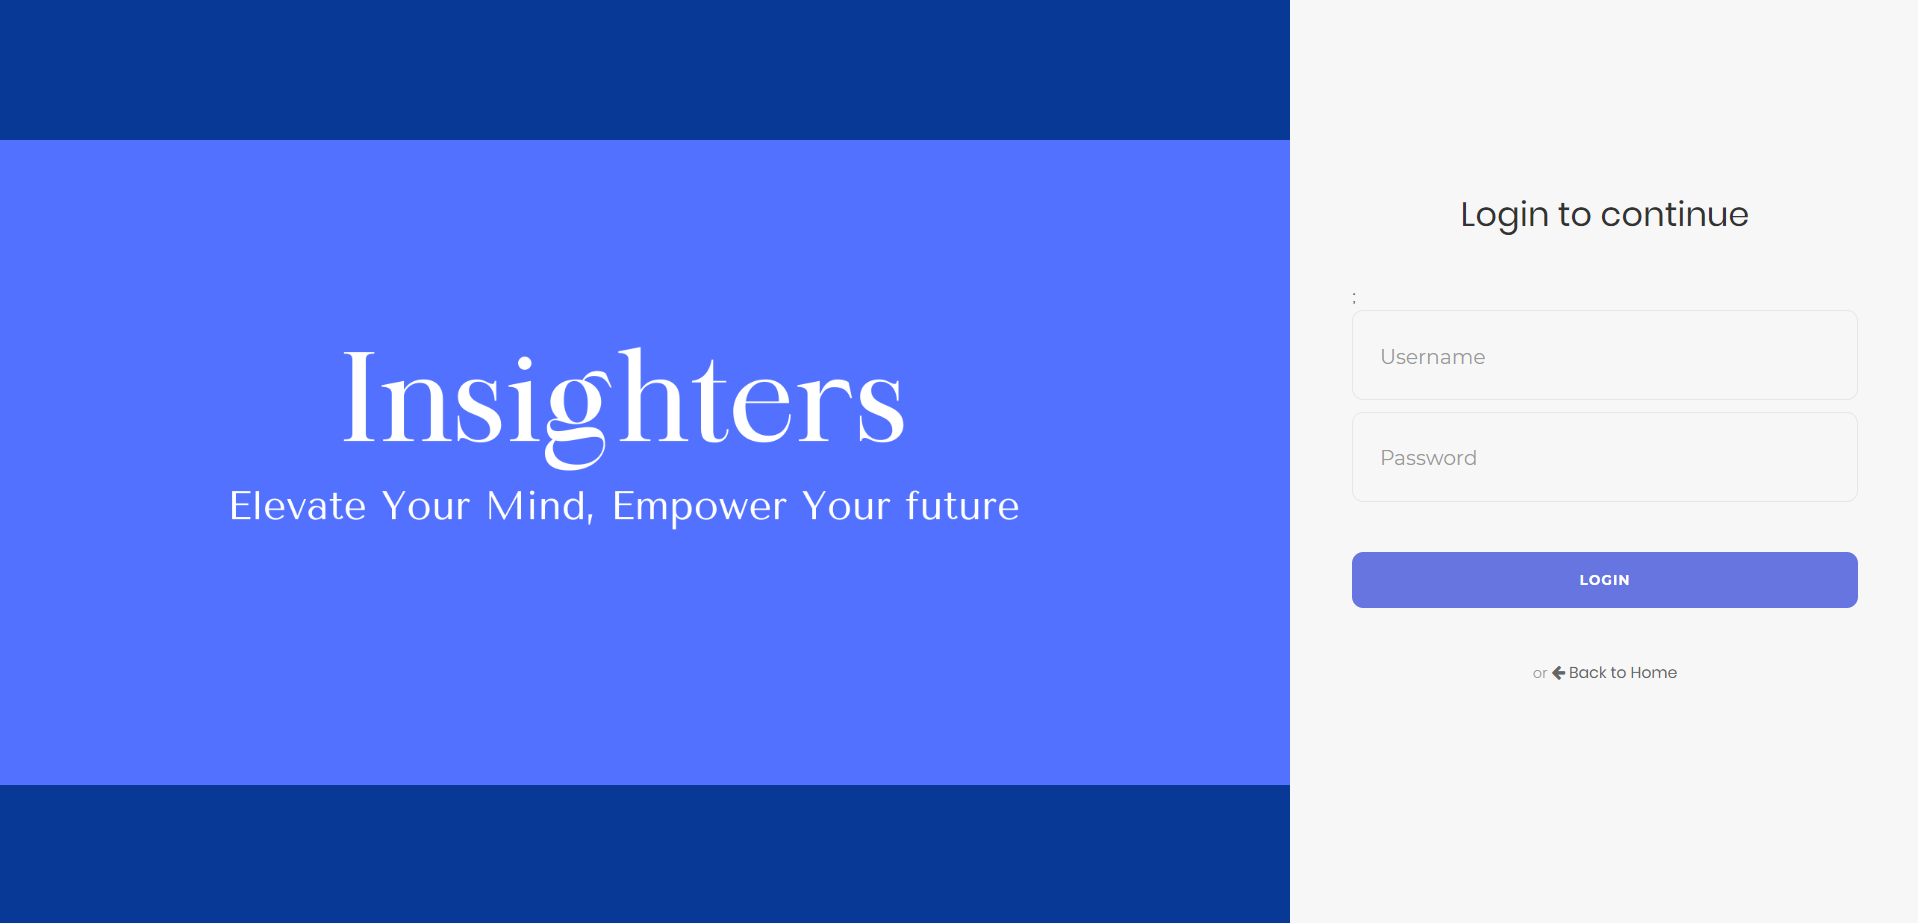 Insighters
Elevate Your Mind, Empower Your future
Login to continue
;
Username
Password
LOGIN
or Back to Home